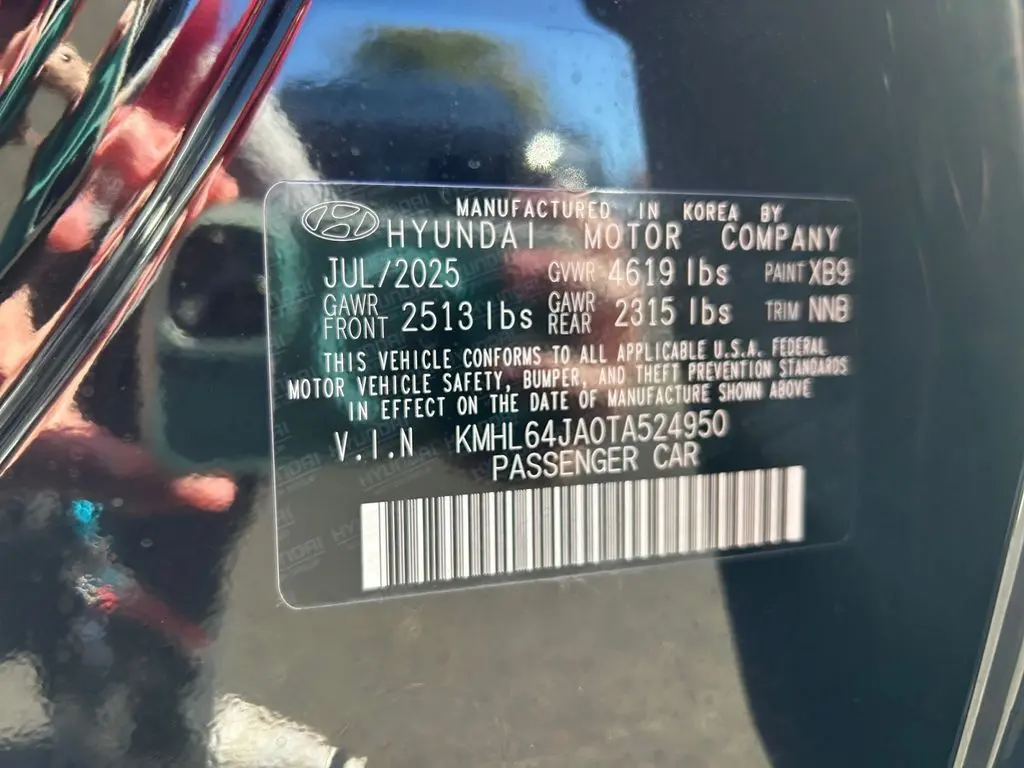 MANUFACTURED IN KOREA BY
HYUNDAI MOTOR COMPANY
JUL/2025 GVWR 4619 lbs PAINT XB9
GAWR FRONT 2513 lbs GAWR REAR 2315 lbs TRIM NNB
THIS VEHICLE CONFORMS TO ALL APPLICABLE U.S.A. FEDERAL
MOTOR VEHICLE SAFETY, BUMPER, AND THEFT PREVENTION STANDARDS
IN EFFECT ON THE DATE OF MANUFACTURE SHOWN ABOVE
V.I.N KMHL64JA0TA524950
PASSENGER CAR